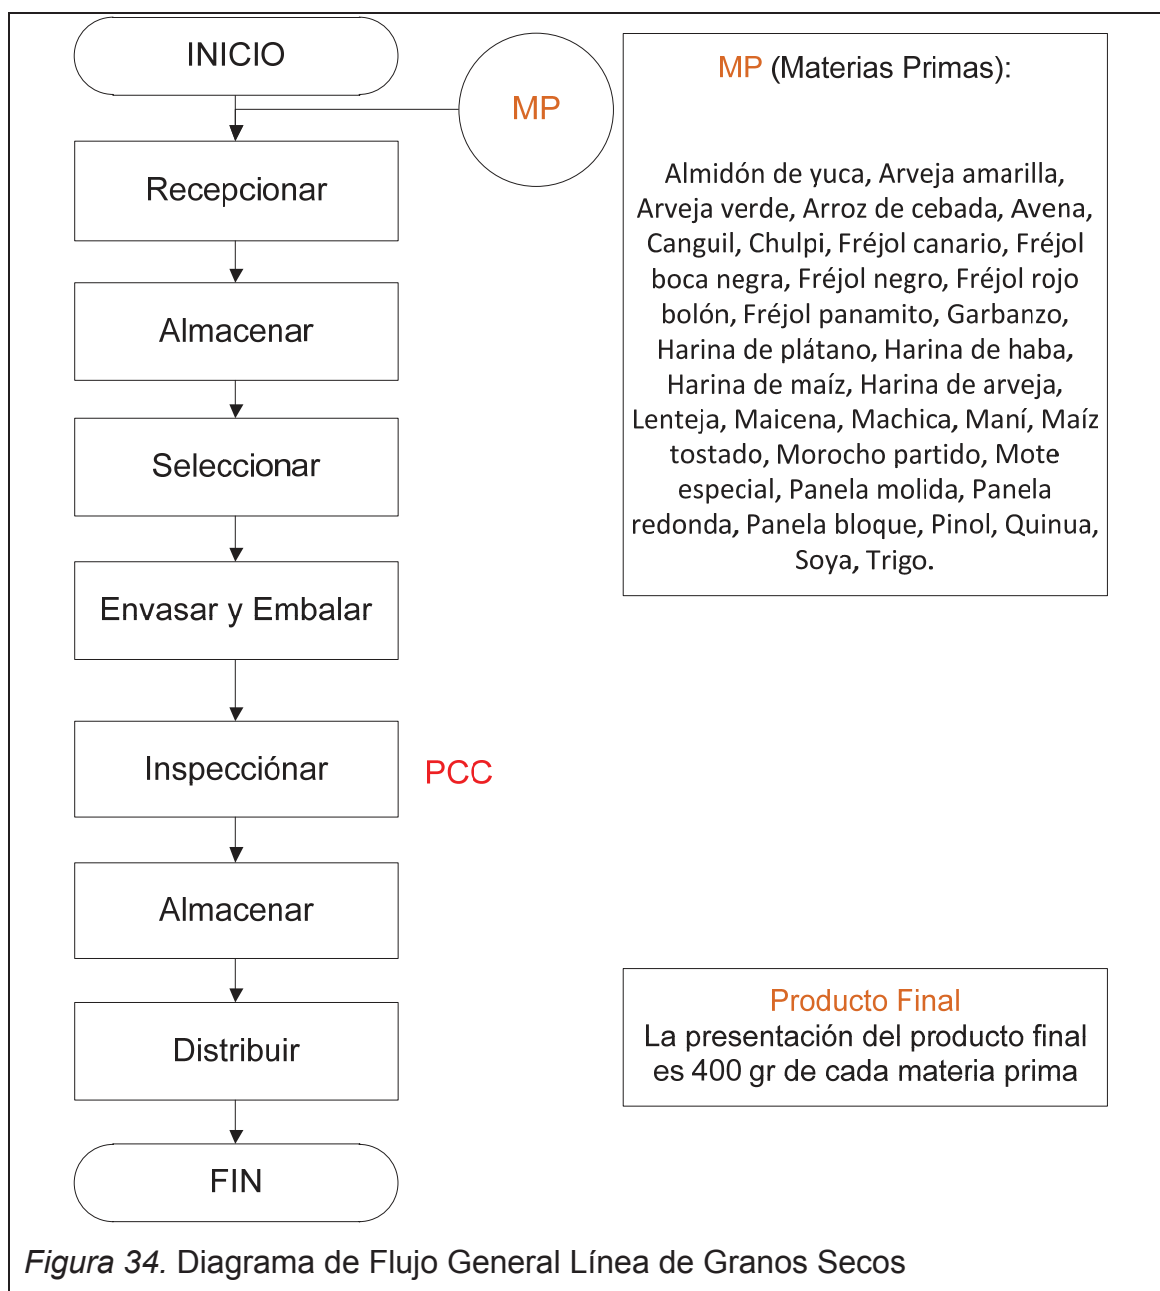 INICIO
MP
Recepcionar
Almacenar
Seleccionar
Envasar y Embalar
Inspecciónar
PCC
Almacenar
Distribuir
FIN
MP (Materias Primas):
Almidón de yuca, Arveja amarilla,
Arveja verde, Arroz de cebada, Avena,
Canguil, Chulpi, Fréjol canario, Fréjol
boca negra, Fréjol negro, Fréjol rojo
bolón, Fréjol panamito, Garbanzo,
Harina de plátano, Harina de haba,
Harina de maíz, Harina de arveja,
Lenteja, Maicena, Machica, Maní, Maíz
tostado, Morocho partido, Mote
especial, Panela molida, Panela
redonda, Panela bloque, Pinol, Quinua,
Soya, Trigo.
Producto Final
La presentación del producto final
es 400 gr de cada materia prima
Figura 34. Diagrama de Flujo General Línea de Granos Secos